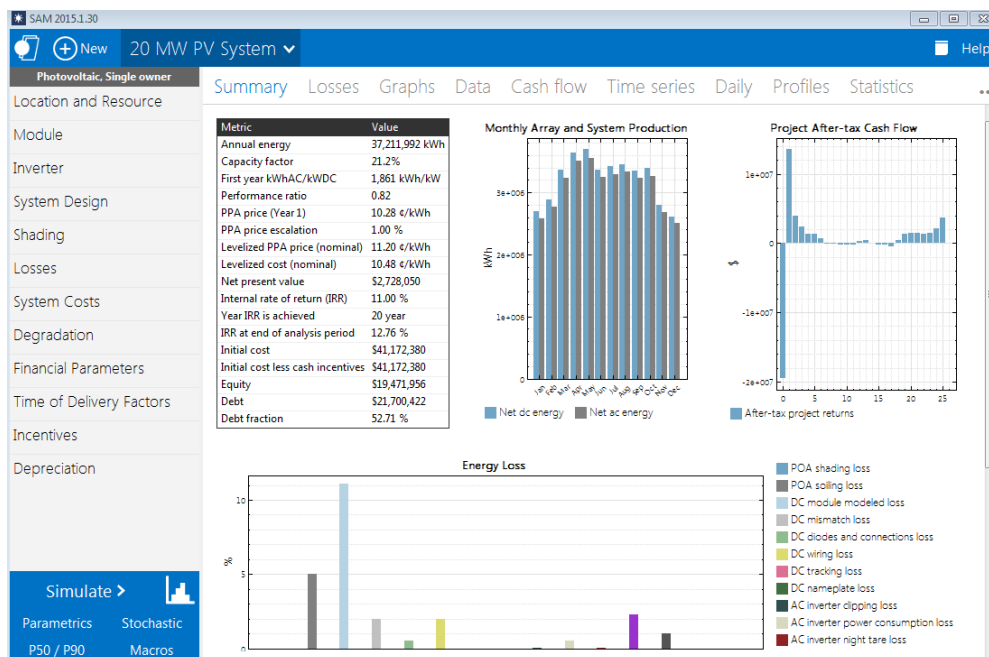 SAM 2015.1.30
New
20 MW PV System
Help
Photovoltaic, Single owner
Location and Resource
Module
Inverter
System Design
Shading
Losses
System Costs
Degradation
Financial Parameters
Time of Delivery Factors
Incentives
Depreciation
Simulate >
Parametrics Stochastic
P50 / P90 Macros
Summary Losses Graphs Data Cash flow Time series Daily Profiles Statistics ..
Metric Value
Annual energy 37,211,992 kWh
Capacity factor 21.2%
First year kWhAC/kWDC 1,861 kWh/kW
Performance ratio 0.82
PPA price (Year 1) 10.28 ¢/kWh
PPA price escalation 1.00 %
Levelized PPA price (nominal) 11.20 ¢/kWh
Levelized cost (nominal) 10.48 ¢/kWh
Net present value $2,728,050
Internal rate of return (IRR) 11.00 %
Year IRR is achieved 20 year
IRR at end of analysis period 12.76 %
Initial cost $41,172,380
Initial cost less cash incentives $41,172,380
Equity $19,471,956
Debt $21,700,422
Debt fraction 52.71 %
Monthly Array and System Production
kWh
3e+006
2e+006
1e+006
0
Jan Feb Mar Apr May Jun Jul Aug Sep Oct Nov Dec
Net dc energy Net ac energy
Project After-tax Cash Flow
$
1e+007
0
-1e+007
-2e+007
0 5 10 15 20 25
After-tax project returns
Energy Loss
%
10
5
0
POA shading loss
POA soiling loss
DC module modeled loss
DC mismatch loss
DC diodes and connections loss
DC wiring loss
DC tracking loss
DC nameplate loss
AC inverter clipping loss
AC inverter power consumption loss
AC inverter night tare loss